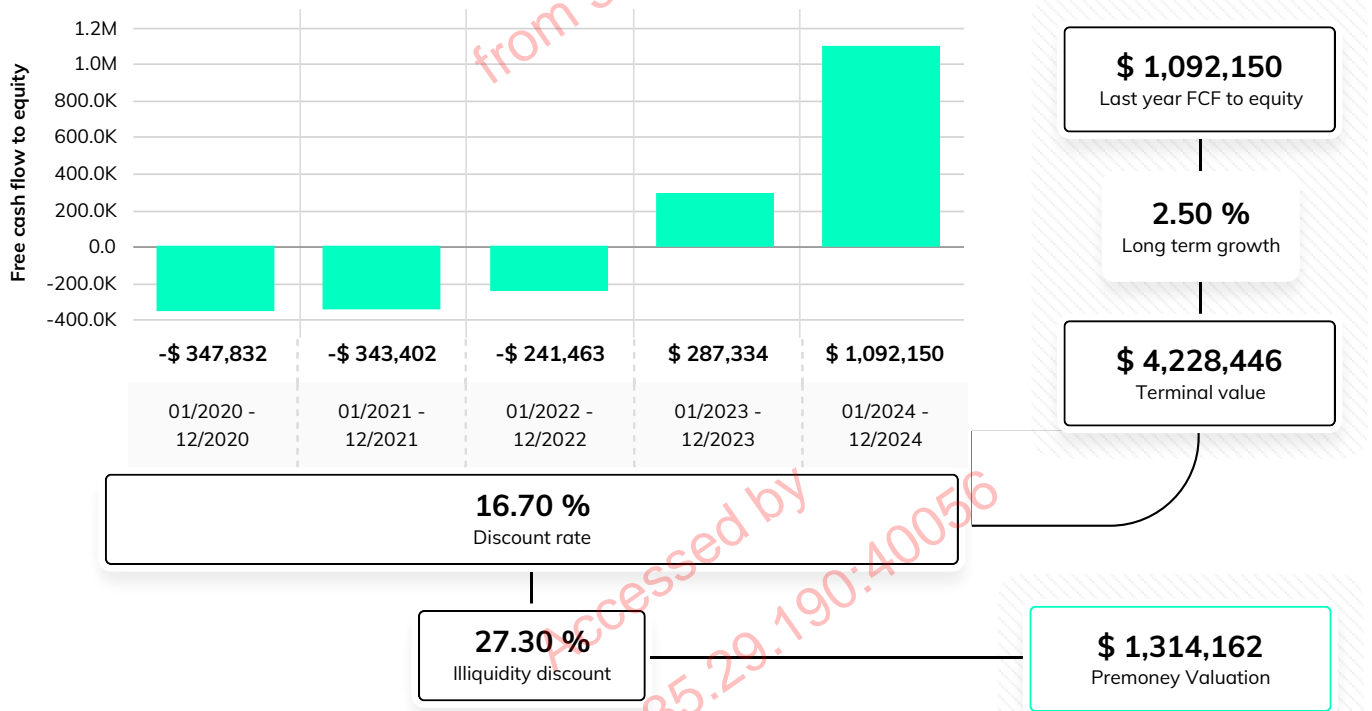 Free cash flow to equity
1.2M
1.0M
800.0K
600.0K
400.0K
200.0K
0.0
-200.0K
-400.0K
-$ 347,832
-$ 343,402
-$ 241,463
$ 287,334
$ 1,092,150
01/2020 -
12/2020
01/2021 -
12/2021
01/2022 -
12/2022
01/2023 -
12/2023
01/2024 -
12/2024
16.70 %
Discount rate
27.30 %
Illiquidity discount
$ 1,092,150
Last year FCF to equity
2.50 %
Long term growth
$ 4,228,446
Terminal value
$ 1,314,162
Premoney Valuation
from
Accessed by
35.29.190:40056